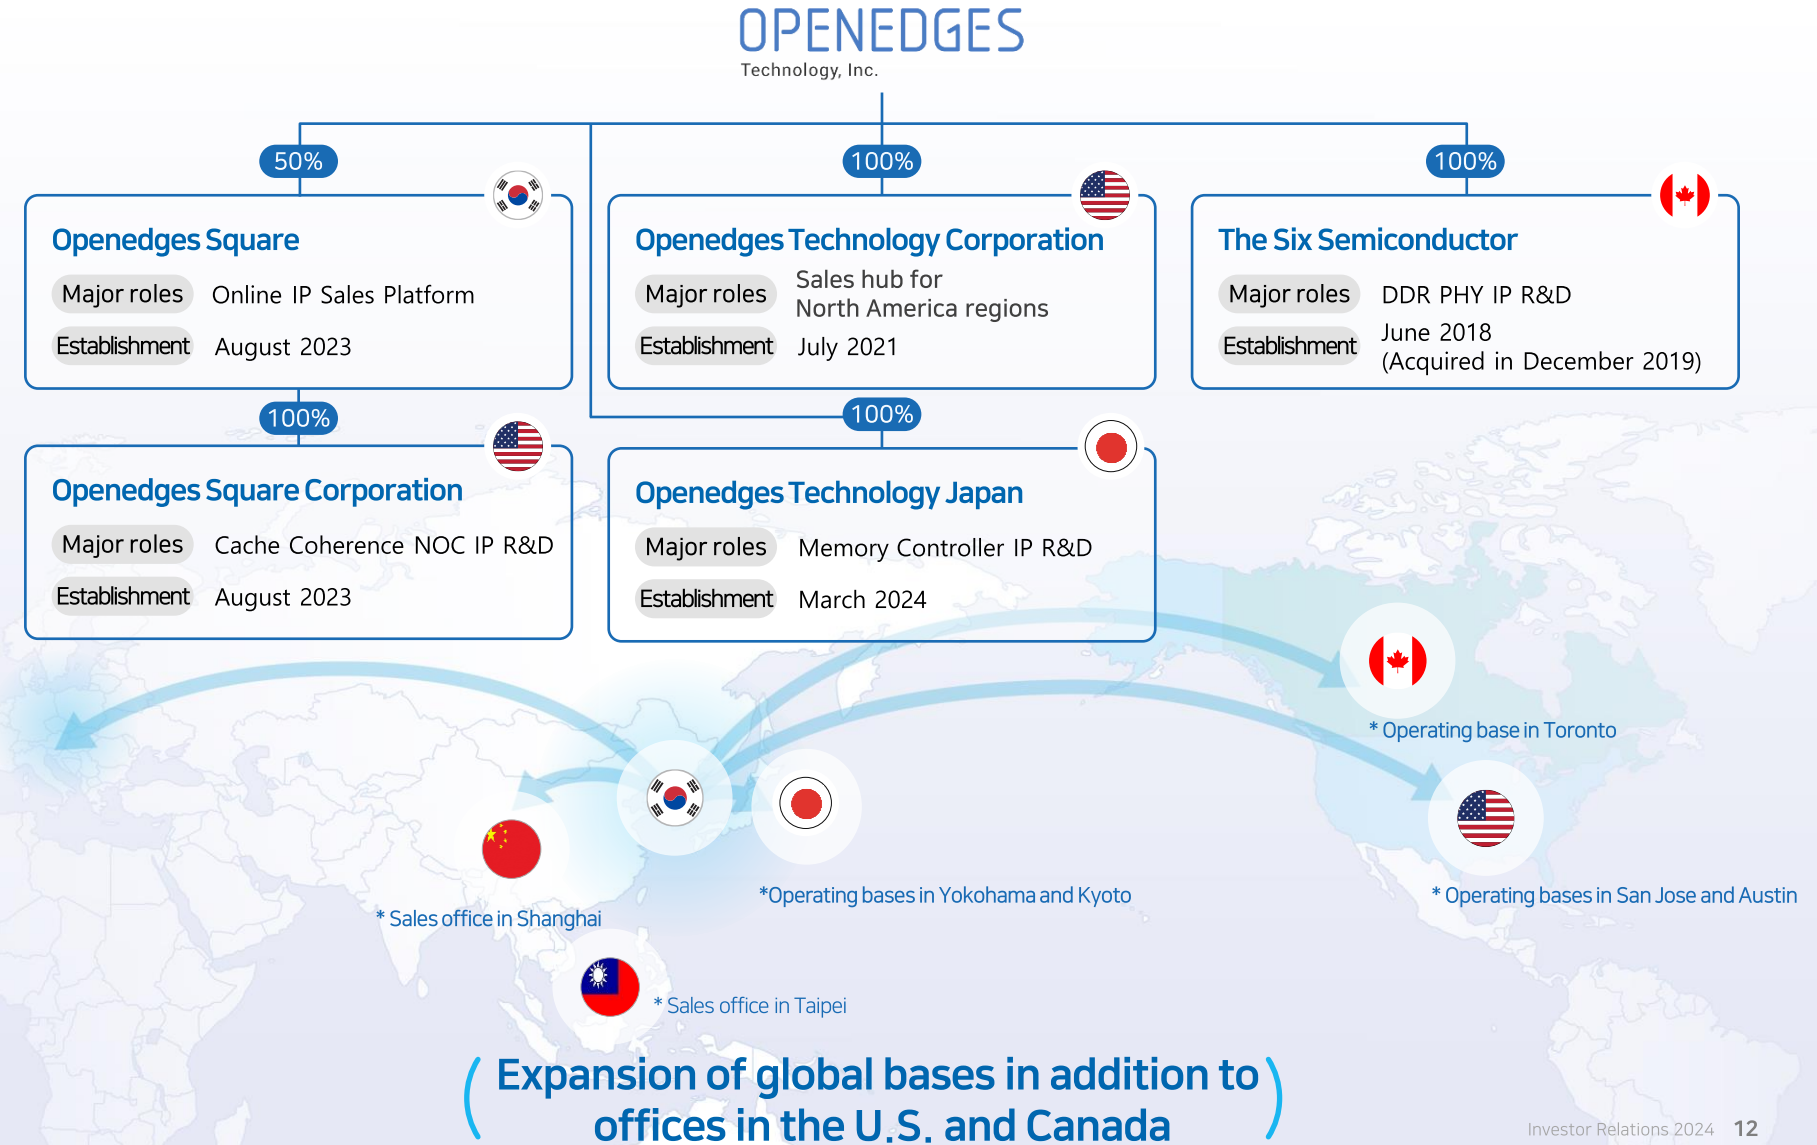 OPENEDGES
Technology, Inc.
50%
100%
100%
Openedges Square
Major roles Online IP Sales Platform
Establishment August 2023
Openedges Technology Corporation
Major roles Sales hub for
North America regions
Establishment July 2021
The Six Semiconductor
Major roles DDR PHY IP R&D
Establishment June 2018
(Acquired in December 2019)
100%
100%
Openedges Square Corporation
Major roles Cache Coherence NOC IP R&D
Establishment August 2023
Openedges Technology Japan
Major roles Memory Controller IP R&D
Establishment March 2024
* Operating base in Toronto
*Operating bases in Yokohama and Kyoto
* Operating bases in San Jose and Austin
* Sales office in Shanghai
* Sales office in Taipei
Expansion of global bases in addition to
offices in the U.S. and Canada
Investor Relations 2024 12